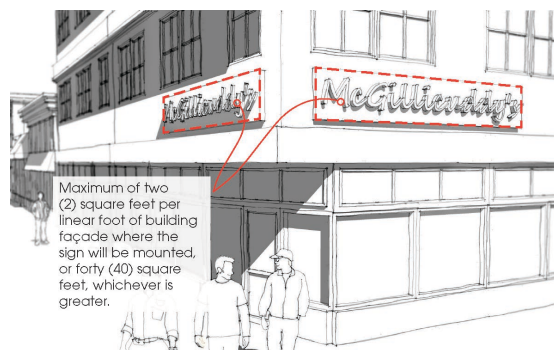 McGillicuddy's
McGillicuddy's
Maximum of two
(2) square feet per
linear foot of building
façade where the
sign will be mounted,
or forty (40) square
feet, whichever is
greater.